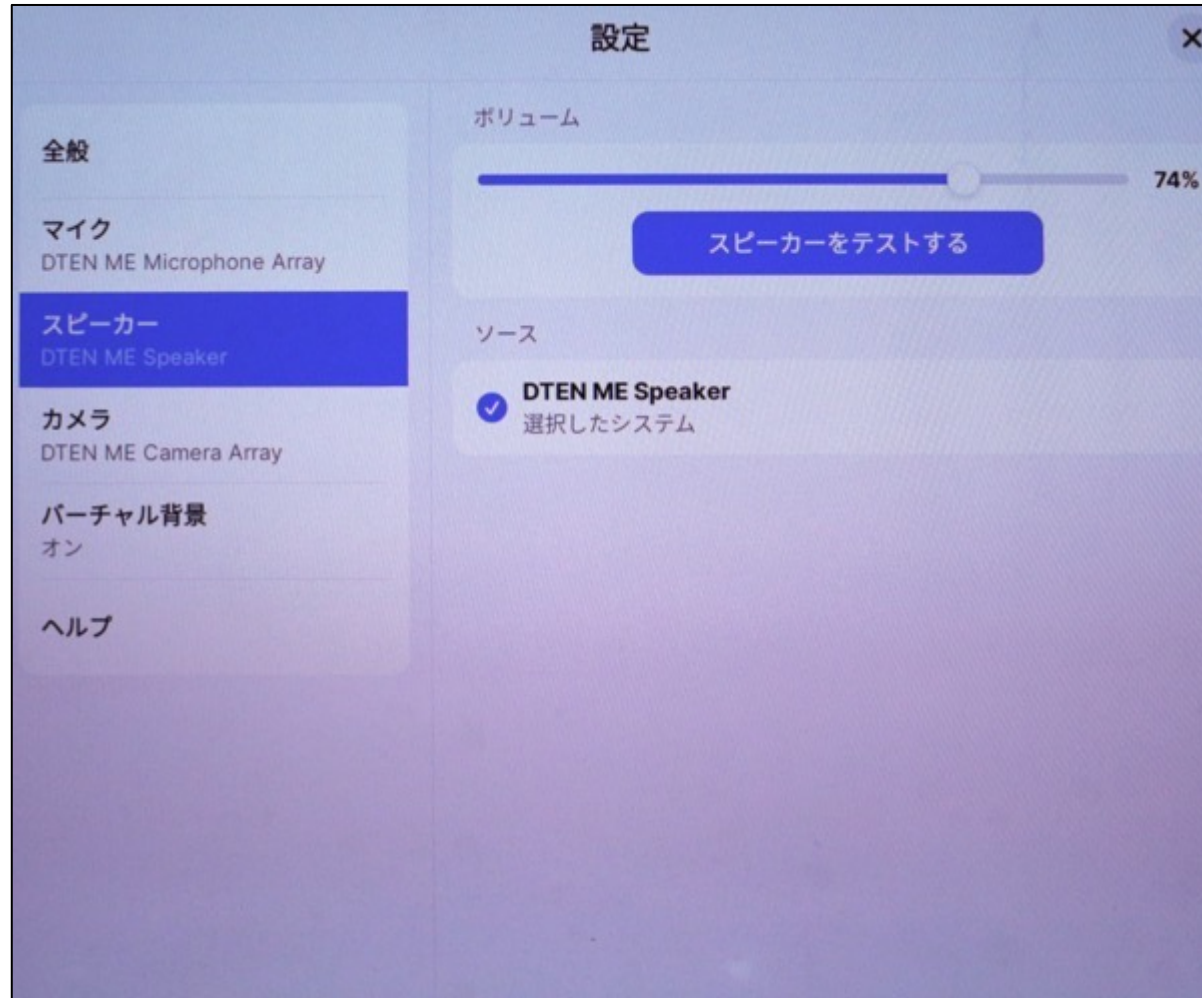 設定
全般
マイク
DTEN ME Microphone Array
スピーカー
DTEN ME Speaker
カメラ
DTEN ME Camera Array
バーチャル背景
オン
ヘルプ
ボリューム
74%
スピーカーをテストする
ソース
DTEN ME Speaker
選択したシステム